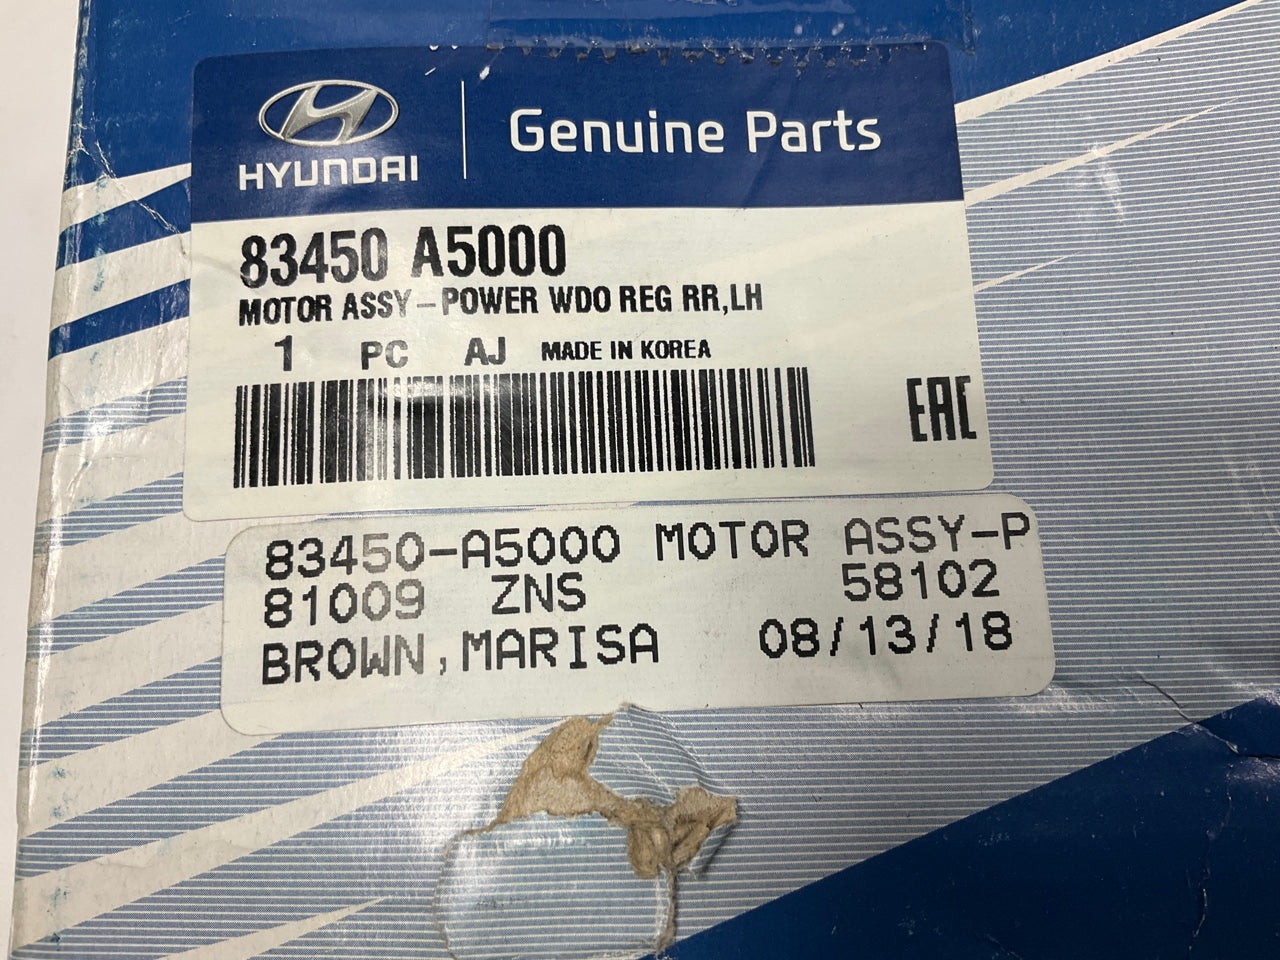 HYUNDAI
Genuine Parts
83450 A5000
MOTOR ASSY-POWER WDO REG RR,LH
1 PC AJ MADE IN KOREA
EAC
83450-A5000 MOTOR ASSY-P
81009 ZNS 58102
BROWN,MARISA 08/13/18